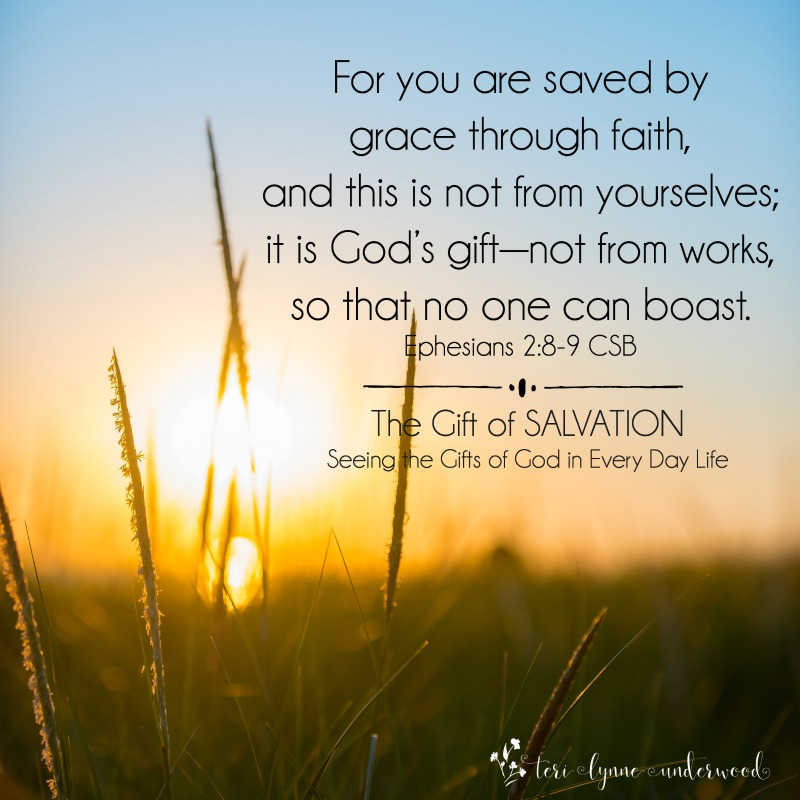 For you are saved by
grace through faith,
and this is not from yourselves;
it is God's gift—not from works,
so that no one can boast.
Ephesians 2:8-9 CSB
The Gift of SALVATION
Seeing the Gifts of God in Every Day Life
teri lynne underwood